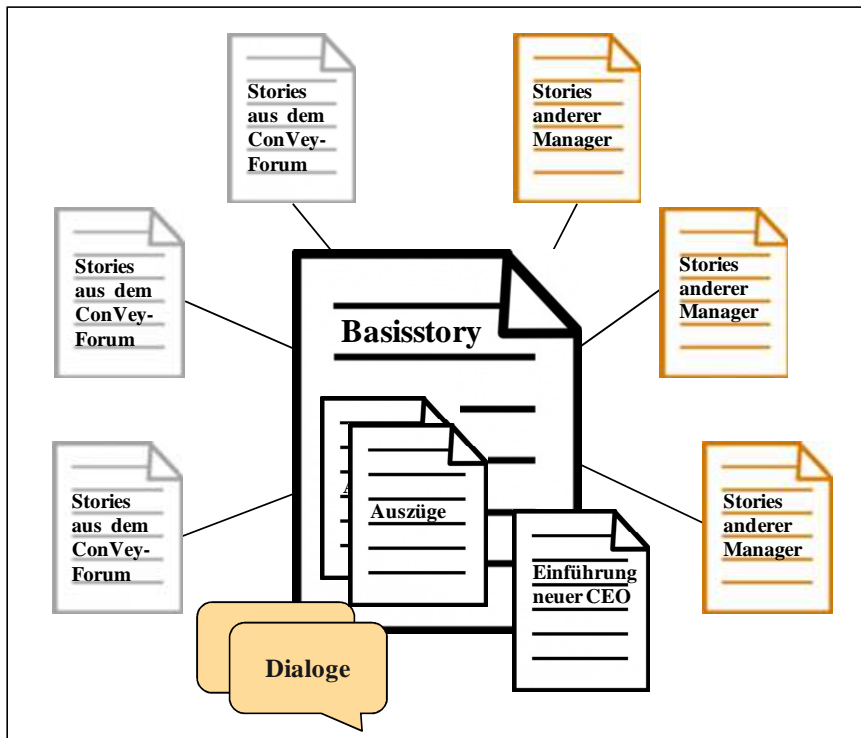 Stories
aus dem
ConVey-
Forum
Stories
anderer
Manager
Stories
aus dem
ConVey-
Forum
Stories
anderer
Manager
Basisstory
Stories
aus dem
ConVey-
Forum
Auszüge
Stories
anderer
Manager
Einführung
neuer CEO
Dialoge